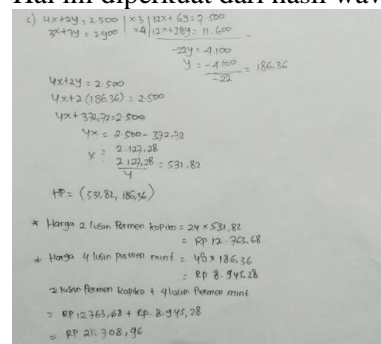 Hal ini diperkuat dari hasil waw
c) 4x+2y = 2.500 | x3 | 12x + 6y = 7.500
3x+7y = 2.900 | x4 | 12x+28y = 11.600
-22y = -4.100
y = -4.100 / -22 = 186,36
4x+2y = 2.500
4x+2 (186,36) = 2.500
4x + 372,72 = 2.500
4x = 2.500 - 372,72
x = 2.127,28
2.127,28 / 4 = 531,82
HP = (531,82, 186,36)
* Harga 2 lusin Permen kopiko = 24 x 531,82
= RP 12.763,68
* Harga 4 lusin permen mint = 48 x 186,36
= Rp 8.945,28
2 lusin Permen Kopiko + 4 lusin Permen mint
= RP 12763,68 + Rp. 8.945,28
= RP 21.708,96